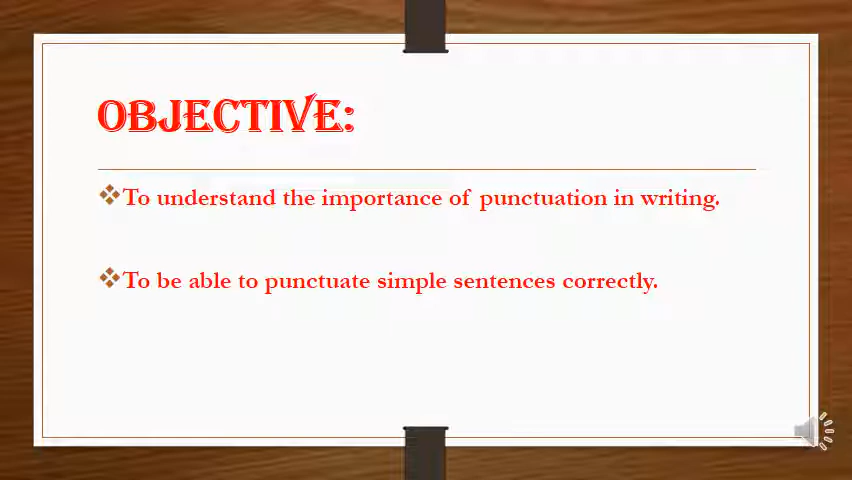 OBJECTIVE:
To understand the importance of punctuation in writing.
To be able to punctuate simple sentences correctly.